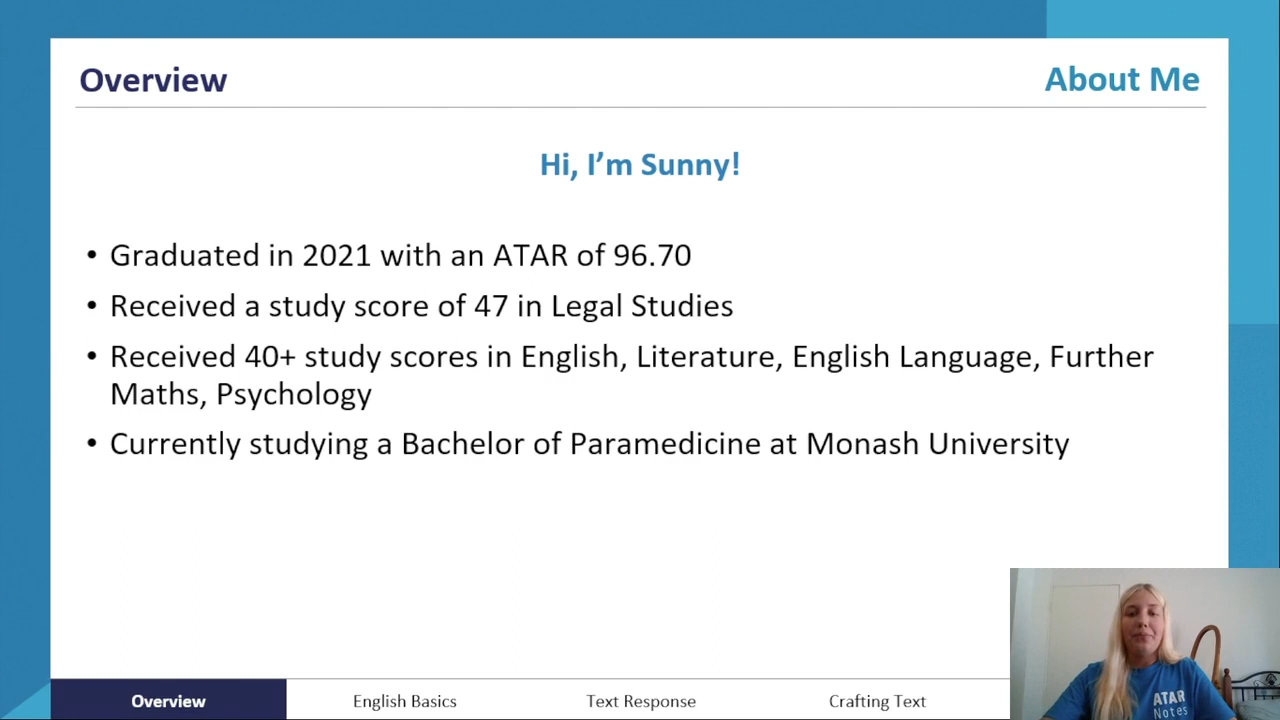 Overview
About Me
Hi, I’m Sunny!
• Graduated in 2021 with an ATAR of 96.70
• Received a study score of 47 in Legal Studies
• Received 40+ study scores in English, Literature, English Language, Further
Maths, Psychology
• Currently studying a Bachelor of Paramedicine at Monash University
Overview
English Basics
Text Response
Crafting Text
ATAR
Notes